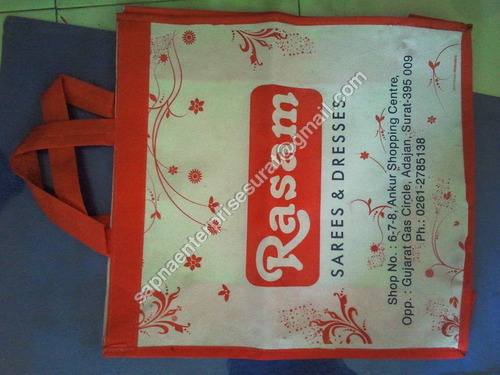 Rasam
SAREES & DRESSES
Shop No. : 6-7-8, Ankur Shopping Centre,
Opp. : Gujarat Gas Circle, Adajan, Surat-395 009
Ph.: 0261-2785138
sapnaenterprisesurat@gmail.com